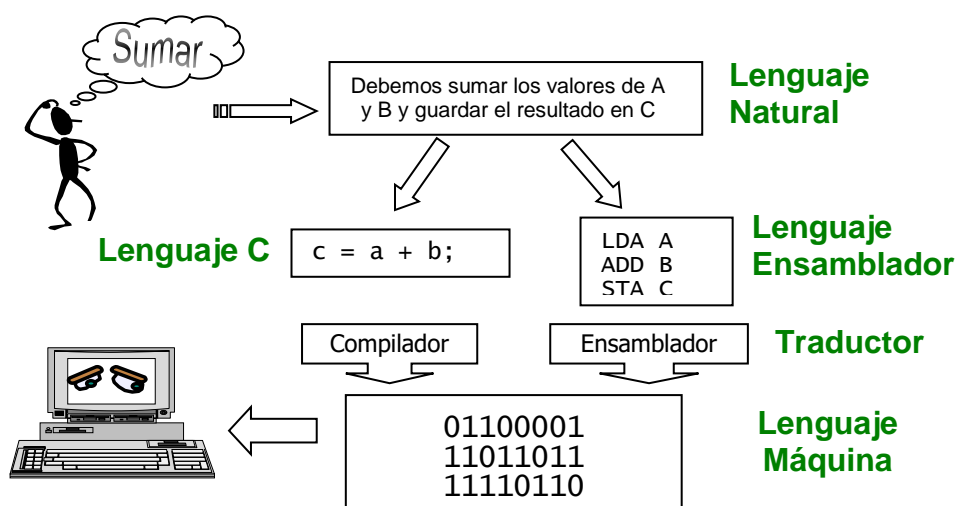 Sumar
Debemos sumar los valores de A
y B y guardar el resultado en C
Lenguaje
Natural
Lenguaje C
c = a + b;
LDA A
ADD B
STA C
Lenguaje
Ensamblador
Compilador
Ensamblador
Traductor
01100001
11011011
11110110
Lenguaje
Máquina